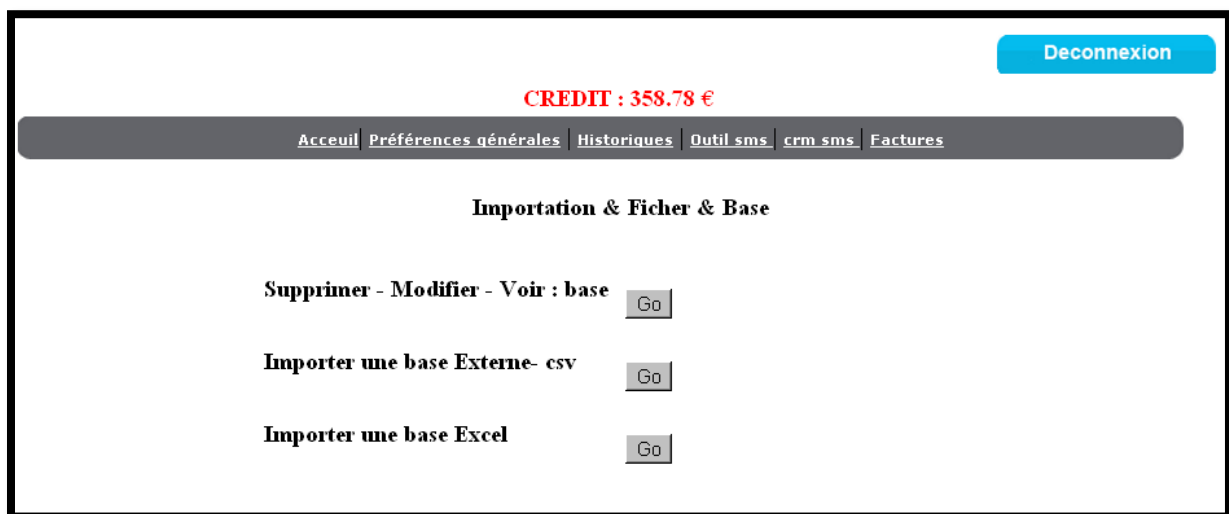 Deconnexion
CREDIT : 358.78 €
Acceuil Préférences générales Historiques Outil sms crm sms Factures
Importation & Ficher & Base
Supprimer - Modifier - Voir : base Go
Importer une base Externe- csv Go
Importer une base Excel Go